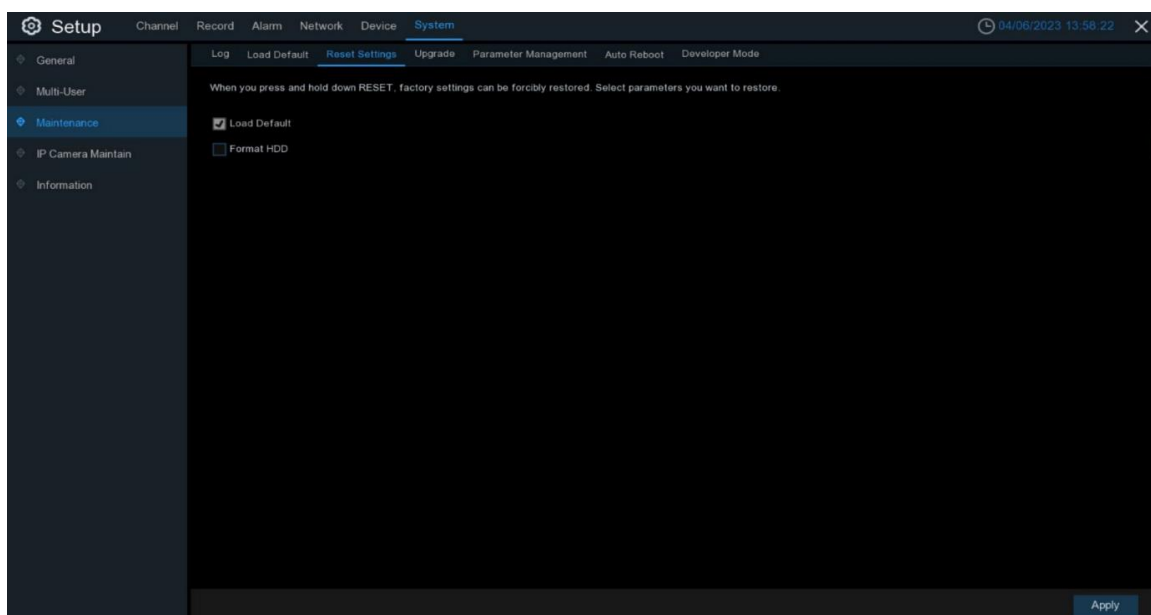 Setup Channel Record Alarm Network Device System 04/06/2023 13:58:22
Log Load Default Reset Settings Upgrade Parameter Management Auto Reboot Developer Mode
General
Multi-User
Maintenance
IP Camera Maintain
Information
When you press and hold down RESET, factory settings can be forcibly restored. Select parameters you want to restore.
Load Default
Format HDD
Apply